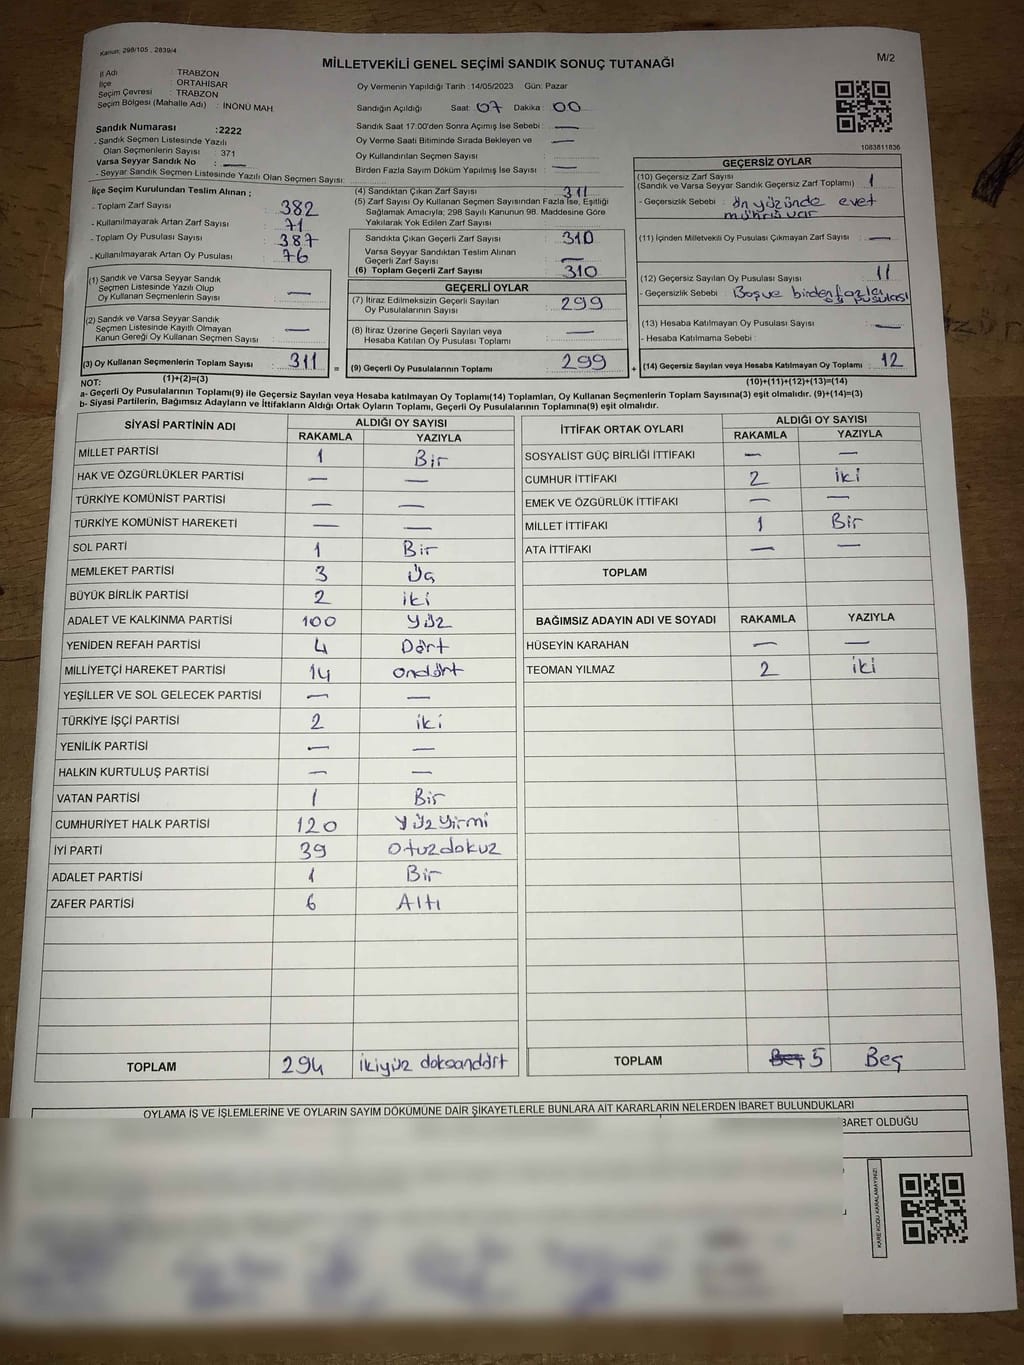 Kanun: 298/105 , 2839/4
MİLLETVEKİLİ GENEL SEÇİMİ SANDIK SONUÇ TUTANAĞI
M/2
İl Adı : TRABZON
İlçe : ORTAHİSAR
Seçim Çevresi : TRABZON
Seçim Bölgesi (Mahalle Adı) : İNÖNÜ MAH.
Sandık Numarası :2222
- Sandık Seçmen Listesinde Yazılı
Olan Seçmenlerin Sayısı : 371
Varsa Seyyar Sandık No : —
- Seyyar Sandık Seçmen Listesinde Yazılı Olan Seçmen Sayısı:
Oy Vermenin Yapıldığı Tarih : 14/05/2023 Gün: Pazar
Sandığın Açıldığı Saat: 07 Dakika : 00
Sandık Saat 17:00'den Sonra Açımış İse Sebebi : —
Oy Verme Saati Bitiminde Sırada Bekleyen ve
Oy Kullandırılan Seçmen Sayısı : —
Birden Fazla Sayım Döküm Yapılmış İse Sayısı : —
1083811836
İlçe Seçim Kurulundan Teslim Alınan ;
- Toplam Zarf Sayısı : 382
- Kullanılmayarak Artan Zarf Sayısı : 71
- Toplam Oy Pusulası Sayısı : 387
- Kullanılmayarak Artan Oy Pusulası : 76
(1) Sandık ve Varsa Seyyar Sandık
Seçmen Listesinde Yazılı Olup
Oy Kullanan Seçmenlerin Sayısı : —
(2) Sandık ve Varsa Seyyar Sandık
Seçmen Listesinde Kayıtlı Olmayan
Kanun Gereği Oy Kullanan Seçmen Sayısı : —
(3) Oy Kullanan Seçmenlerin Toplam Sayısı : 311
(1)+(2)=(3)
(4) Sandıktan Çıkan Zarf Sayısı : 311
(5) Zarf Sayısı Oy Kullanan Seçmen Sayısından Fazla İse, Eşitliği
Sağlamak Amacıyla; 298 Sayılı Kanunun 98. Maddesine Göre
Yakılarak Yok Edilen Zarf Sayısı :
Sandıkta Çıkan Geçerli Zarf Sayısı : 310
Varsa Seyyar Sandıktan Teslim Alınan
Geçerli Zarf Sayısı : —
(6) Toplam Geçerli Zarf Sayısı : 310
GEÇERLİ OYLAR
(7) İtiraz Edilmeksizin Geçerli Sayılan
Oy Pusulalarının Sayısı : 299
(8) İtiraz Üzerine Geçerli Sayılan veya
Hesaba Katılan Oy Pusulası Toplamı : —
= (9) Geçerli Oy Pusulalarının Toplamı : 299
GEÇERSİZ OYLAR
(10) Geçersiz Zarf Sayısı
(Sandık ve Varsa Seyyar Sandık Geçersiz Zarf Toplamı) : 1
- Geçersizlik Sebebi : ön yüzünde evet
mührü var
(11) İçinden Milletvekili Oy Pusulası Çıkmayan Zarf Sayısı : —
(12) Geçersiz Sayılan Oy Pusulası Sayısı : 11
- Geçersizlik Sebebi : Boş ve birden fazla
oy pusulası
(13) Hesaba Katılmayan Oy Pusulası Sayısı : —
- Hesaba Katılmama Sebebi :
+ (14) Geçersiz Sayılan veya Hesaba Katılmayan Oy Toplamı : 12
(10)+(11)+(12)+(13)=(14)
NOT:
a- Geçerli Oy Pusulalarının Toplamı(9) ile Geçersiz Sayılan veya Hesaba katılmayan Oy Toplamı(14) Toplamları, Oy Kullanan Seçmenlerin Toplam Sayısına(3) eşit olmalıdır. (9)+(14)=(3)
b- Siyasi Partilerin, Bağımsız Adayların ve İttifakların Aldığı Ortak Oyların Toplamı, Geçerli Oy Pusulalarının Toplamına(9) eşit olmalıdır.
SİYASİ PARTİNİN ADI ALDIĞI OY SAYISI
RAKAMLA YAZIYLA
MİLLET PARTİSİ 1 Bir
HAK VE ÖZGÜRLÜKLER PARTİSİ — —
TÜRKİYE KOMÜNİST PARTİSİ — —
TÜRKİYE KOMÜNİST HAREKETİ — —
SOL PARTİ 1 Bir
MEMLEKET PARTİSİ 3 Üç
BÜYÜK BİRLİK PARTİSİ 2 iki
ADALET VE KALKINMA PARTİSİ 100 Yüz
YENİDEN REFAH PARTİSİ 4 Dört
MİLLİYETÇİ HAREKET PARTİSİ 14 ondört
YEŞİLLER VE SOL GELECEK PARTİSİ — —
TÜRKİYE İŞÇİ PARTİSİ 2 iki
YENİLİK PARTİSİ — —
HALKIN KURTULUŞ PARTİSİ — —
VATAN PARTİSİ 1 Bir
CUMHURİYET HALK PARTİSİ 120 Yüzyirmi
İYİ PARTİ 39 otuzdokuz
ADALET PARTİSİ 1 Bir
ZAFER PARTİSİ 6 Altı
TOPLAM 294 ikiyüz doksandört
İTTİFAK ORTAK OYLARI ALDIĞI OY SAYISI
RAKAMLA YAZIYLA
SOSYALİST GÜÇ BİRLİĞİ İTTİFAKI — —
CUMHUR İTTİFAKI 2 iki
EMEK VE ÖZGÜRLÜK İTTİFAKI — —
MİLLET İTTİFAKI 1 Bir
ATA İTTİFAKI — —
TOPLAM
BAĞIMSIZ ADAYIN ADI VE SOYADI RAKAMLA YAZIYLA
HÜSEYİN KARAHAN — —
TEOMAN YILMAZ 2 iki
TOPLAM Beş 5 Beş
OYLAMA İŞ VE İŞLEMLERİNE VE OYLARIN SAYIM DÖKÜMÜNE DAİR ŞİKAYETLERLE BUNLARA AİT KARARLARIN NELERDEN İBARET BULUNDUKLARI
BARET OLDUĞU
KARE KODU KARALAMAYINIZ!